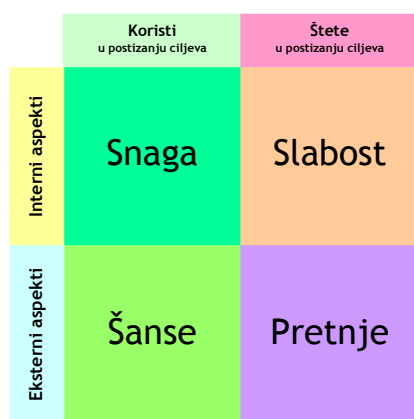 Koristi
u postizanju ciljeva
Štete
u postizanju ciljeva
Interni aspekti
Snaga
Slabost
Eksterni aspekti
Šanse
Pretnje